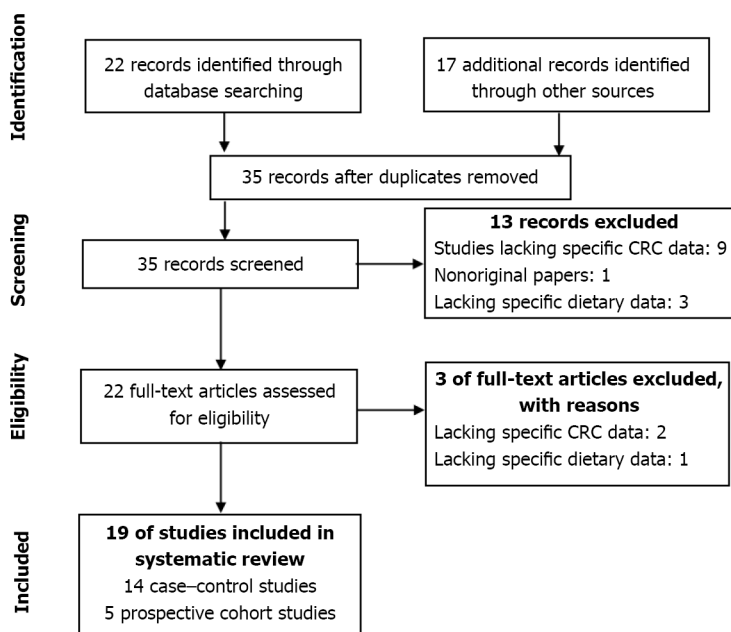 Identification
22 records identified through
database searching
17 additional records identified
through other sources
35 records after duplicates removed
Screening
35 records screened
13 records excluded
Studies lacking specific CRC data: 9
Nonoriginal papers: 1
Lacking specific dietary data: 3
Eligibility
22 full-text articles assessed
for eligibility
3 of full-text articles excluded,
with reasons
Lacking specific CRC data: 2
Lacking specific dietary data: 1
Included
19 of studies included in
systematic review
14 case–control studies
5 prospective cohort studies